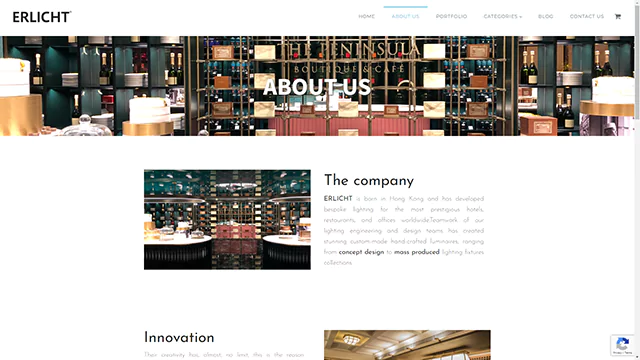 ERLICHT
HOME ABOUT US PORTFOLIO CATEGORIES BLOG CONTACT US
THE PENINSULA
BOUTIQUE & CAFÉ
ABOUT US
The company
ERLICHT is born in Hong Kong and has developed
bespoke lighting for the most prestigious hotels,
restaurants, and offices worldwide.Teamwork of our
lighting engineering and design teams has created
stunning custom-made hand-crafted luminaires, ranging
from concept design to mass produced lighting fixtures
collections.
Innovation
Their creativity has, almost, no limit, this is the reason